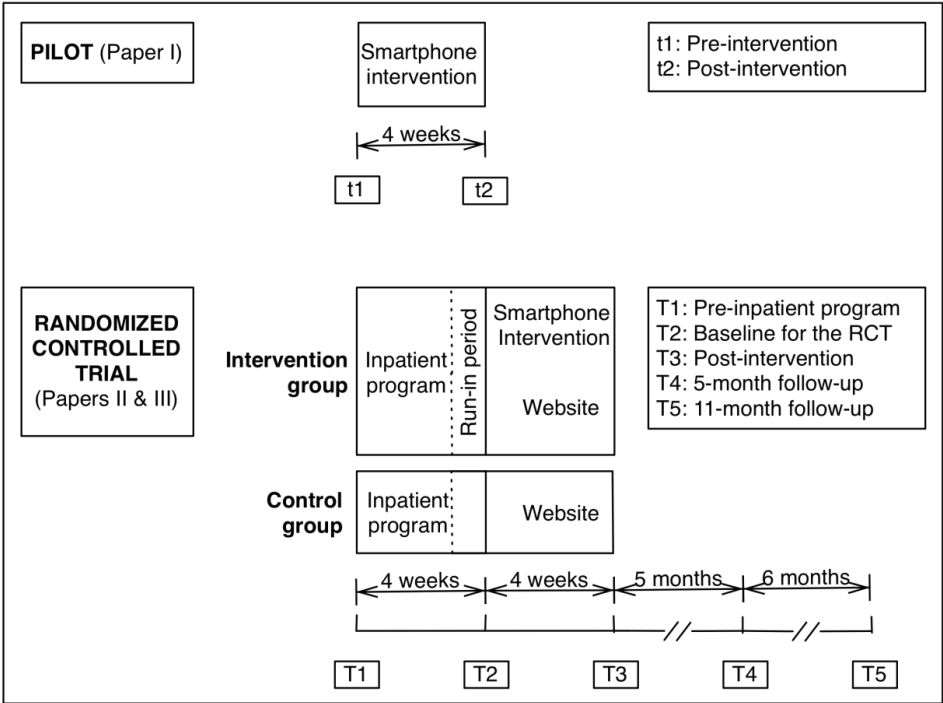 PILOT (Paper I)
Smartphone
intervention
t1: Pre-intervention
t2: Post-intervention
4 weeks
t1
t2
RANDOMIZED
CONTROLLED
TRIAL
(Papers II & III)
Intervention
group
Inpatient
program
Run-in period
Smartphone
Intervention
Website
T1: Pre-inpatient program
T2: Baseline for the RCT
T3: Post-intervention
T4: 5-month follow-up
T5: 11-month follow-up
Control
group
Inpatient
program
Website
4 weeks
4 weeks
5 months
6 months
T1
T2
T3
T4
T5